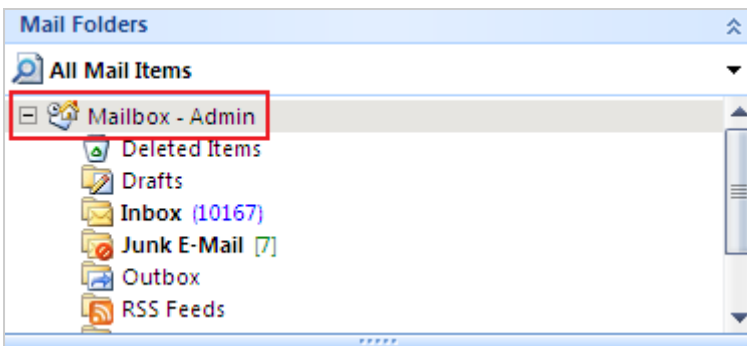 Mail Folders
All Mail Items
Mailbox - Admin
Deleted Items
Drafts
Inbox (10167)
Junk E-Mail [7]
Outbox
RSS Feeds